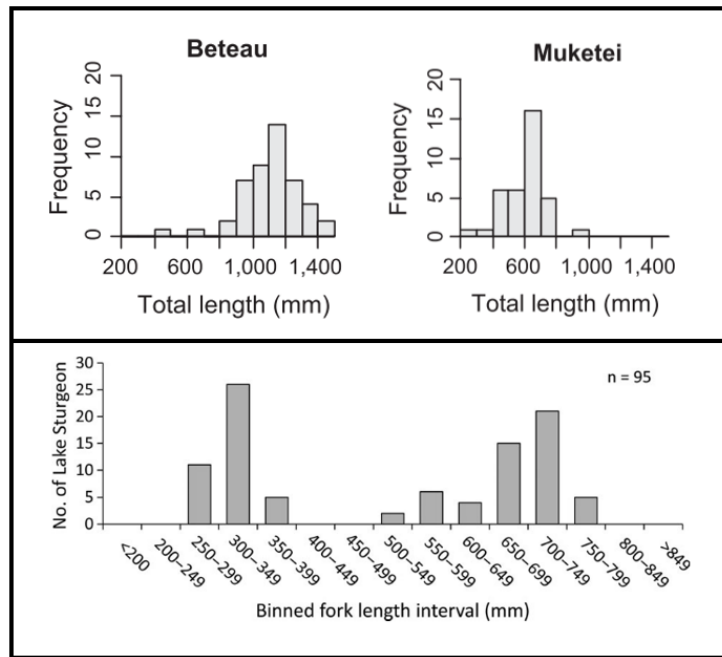 Beteau
Muketei
Frequency
0 5 10 15 20
200 600 1,000 1,400
Total length (mm)
Frequency
0 5 10 15 20
200 600 1,000 1,400
Total length (mm)
No. of Lake Sturgeon
30
25
20
15
10
5
0
n = 95
<200 200–249 250–299 300–349 350–399 400–449 450–499 500–549 550–599 600–649 650–699 700–749 750–799 800–849 >849
Binned fork length interval (mm)